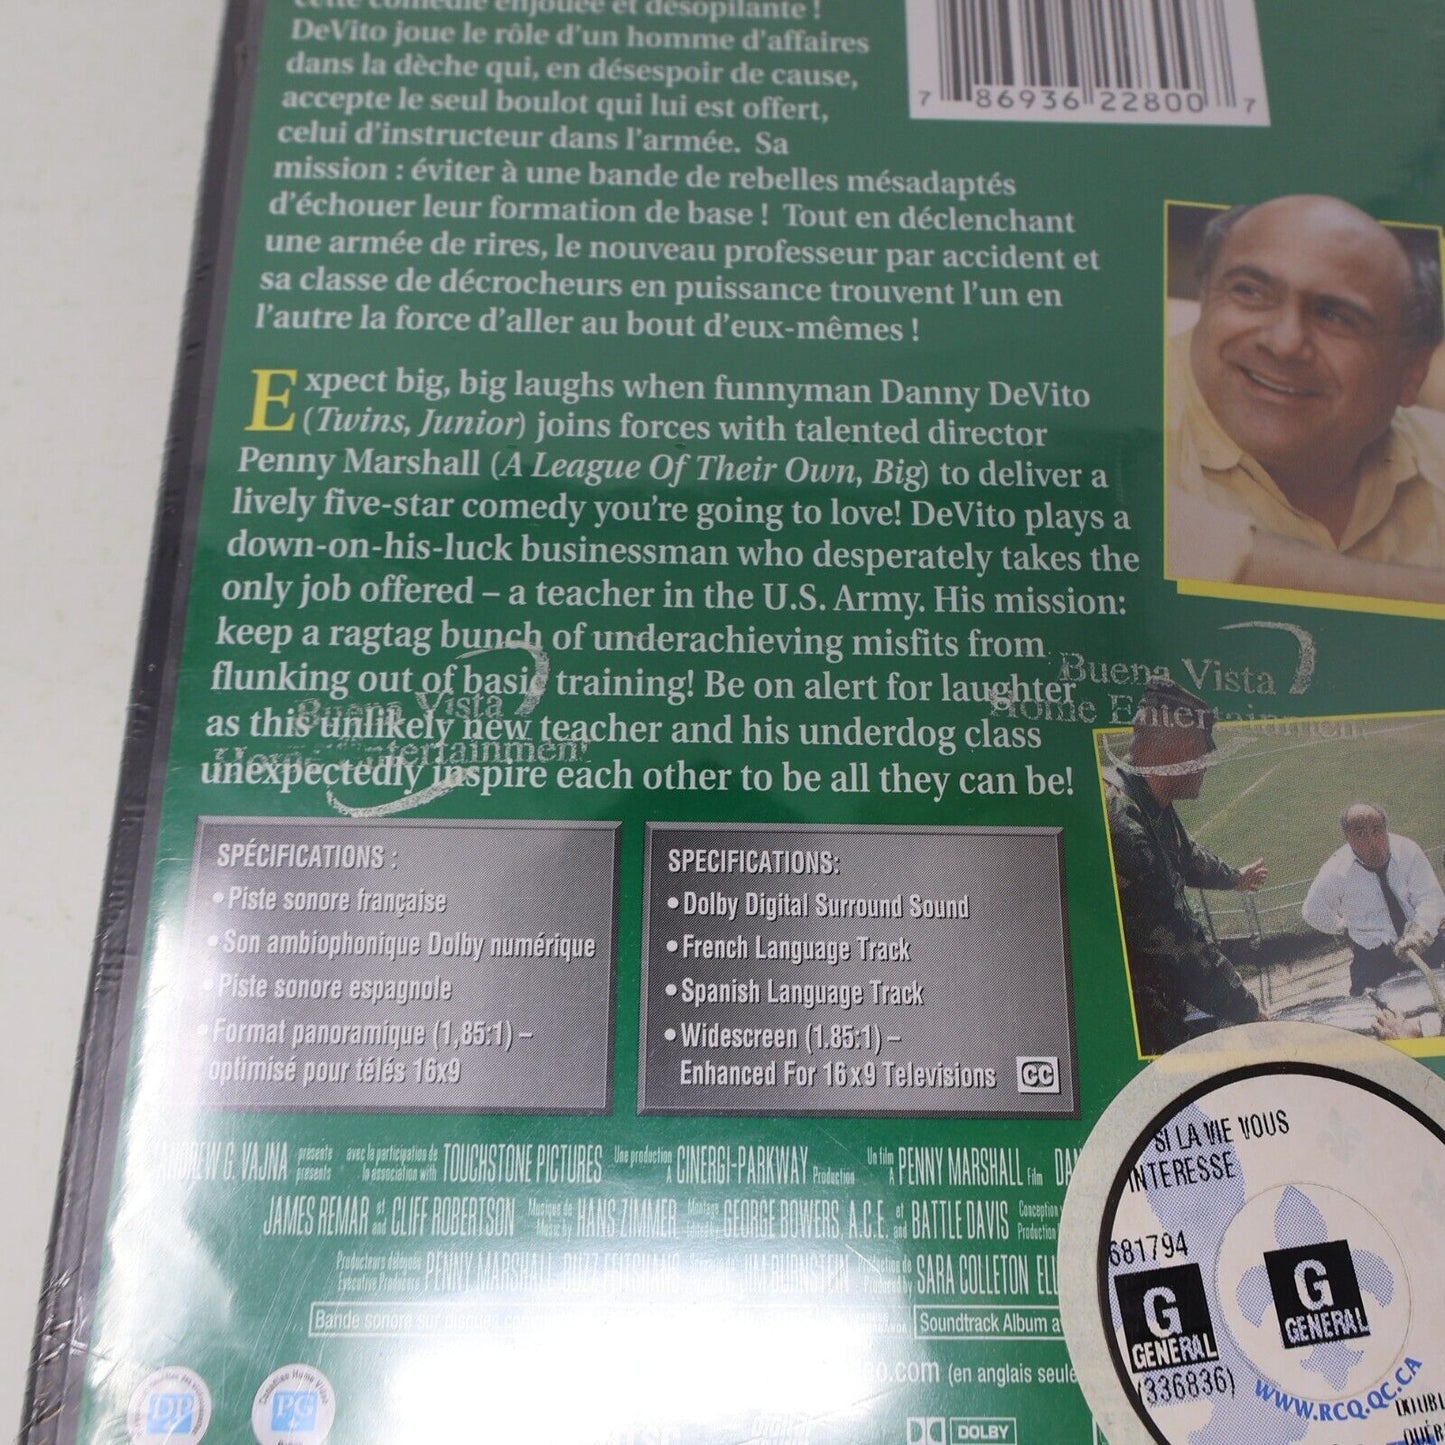 cette comédie enjouée et désopilante !
DeVito joue le rôle d'un homme d'affaires
dans la dèche qui, en désespoir de cause,
accepte le seul boulot qui lui est offert,
celui d'instructeur dans l'armée. Sa
mission : éviter à une bande de rebelles mésadaptés
d'échouer leur formation de base ! Tout en déclenchant
une armée de rires, le nouveau professeur par accident et
sa classe de décrocheurs en puissance trouvent l'un en
l'autre la force d'aller au bout d'eux-mêmes !
7 86936 22800 7
Expect big, big laughs when funnyman Danny DeVito
(Twins, Junior) joins forces with talented director
Penny Marshall (A League Of Their Own, Big) to deliver a
lively five-star comedy you're going to love! DeVito plays a
down-on-his-luck businessman who desperately takes the
only job offered – a teacher in the U.S. Army. His mission:
keep a ragtag bunch of underachieving misfits from
flunking out of basic training! Be on alert for laughter
as this unlikely new teacher and his underdog class
unexpectedly inspire each other to be all they can be!
Buena Vista
Home Entertainment
Buena Vista
Home Entertainment
SPÉCIFICATIONS :
•Piste sonore française
•Son ambiophonique Dolby numérique
•Piste sonore espagnole
•Format panoramique (1,85:1) –
optimisé pour télés 16x9
SPECIFICATIONS:
•Dolby Digital Surround Sound
•French Language Track
•Spanish Language Track
•Widescreen (1.85:1) –
Enhanced For 16x9 Televisions
CC
ANDREW G. VAJNA présente presents avec la participation de in association with TOUCHSTONE PICTURES Une production A CINERGI-PARKWAY Production Un film A PENNY MARSHALL Film
JAMES REMAR et and CLIFF ROBERTSON Musique de Music by HANS ZIMMER Montage GEORGE BOWERS, A.C.E. et and BATTLE DAVIS Conception Production
Producteurs délégués Executive Producers PENNY MARSHALL SARA COLLETON
Bande sonore sur disques
Soundtrack Album
.com (en anglais
DP
Canadian Home Video
PG
DOLBY
SI LA VIE VOUS
INTERESSE
681794
G
GENERAL
(336836)
G
GENERAL
WWW.RCQ.QC.CA